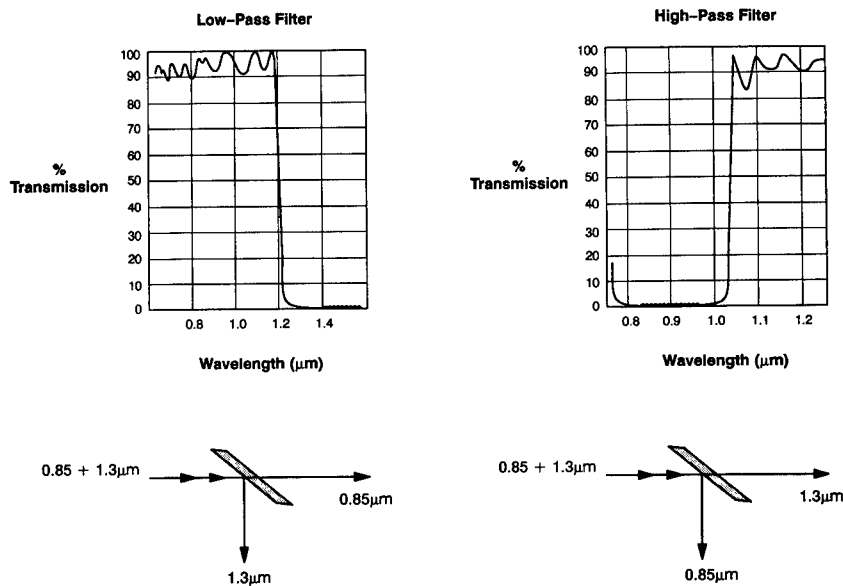 Low-Pass Filter
100
90
80
70
60
50
40
30
20
10
0
%
Transmission
0.8 1.0 1.2 1.4
Wavelength (μm)
0.85 + 1.3μm
0.85μm
1.3μm
High-Pass Filter
100
90
80
70
60
50
40
30
20
10
0
%
Transmission
0.8 0.9 1.0 1.1 1.2
Wavelength (μm)
0.85 + 1.3μm
1.3μm
0.85μm